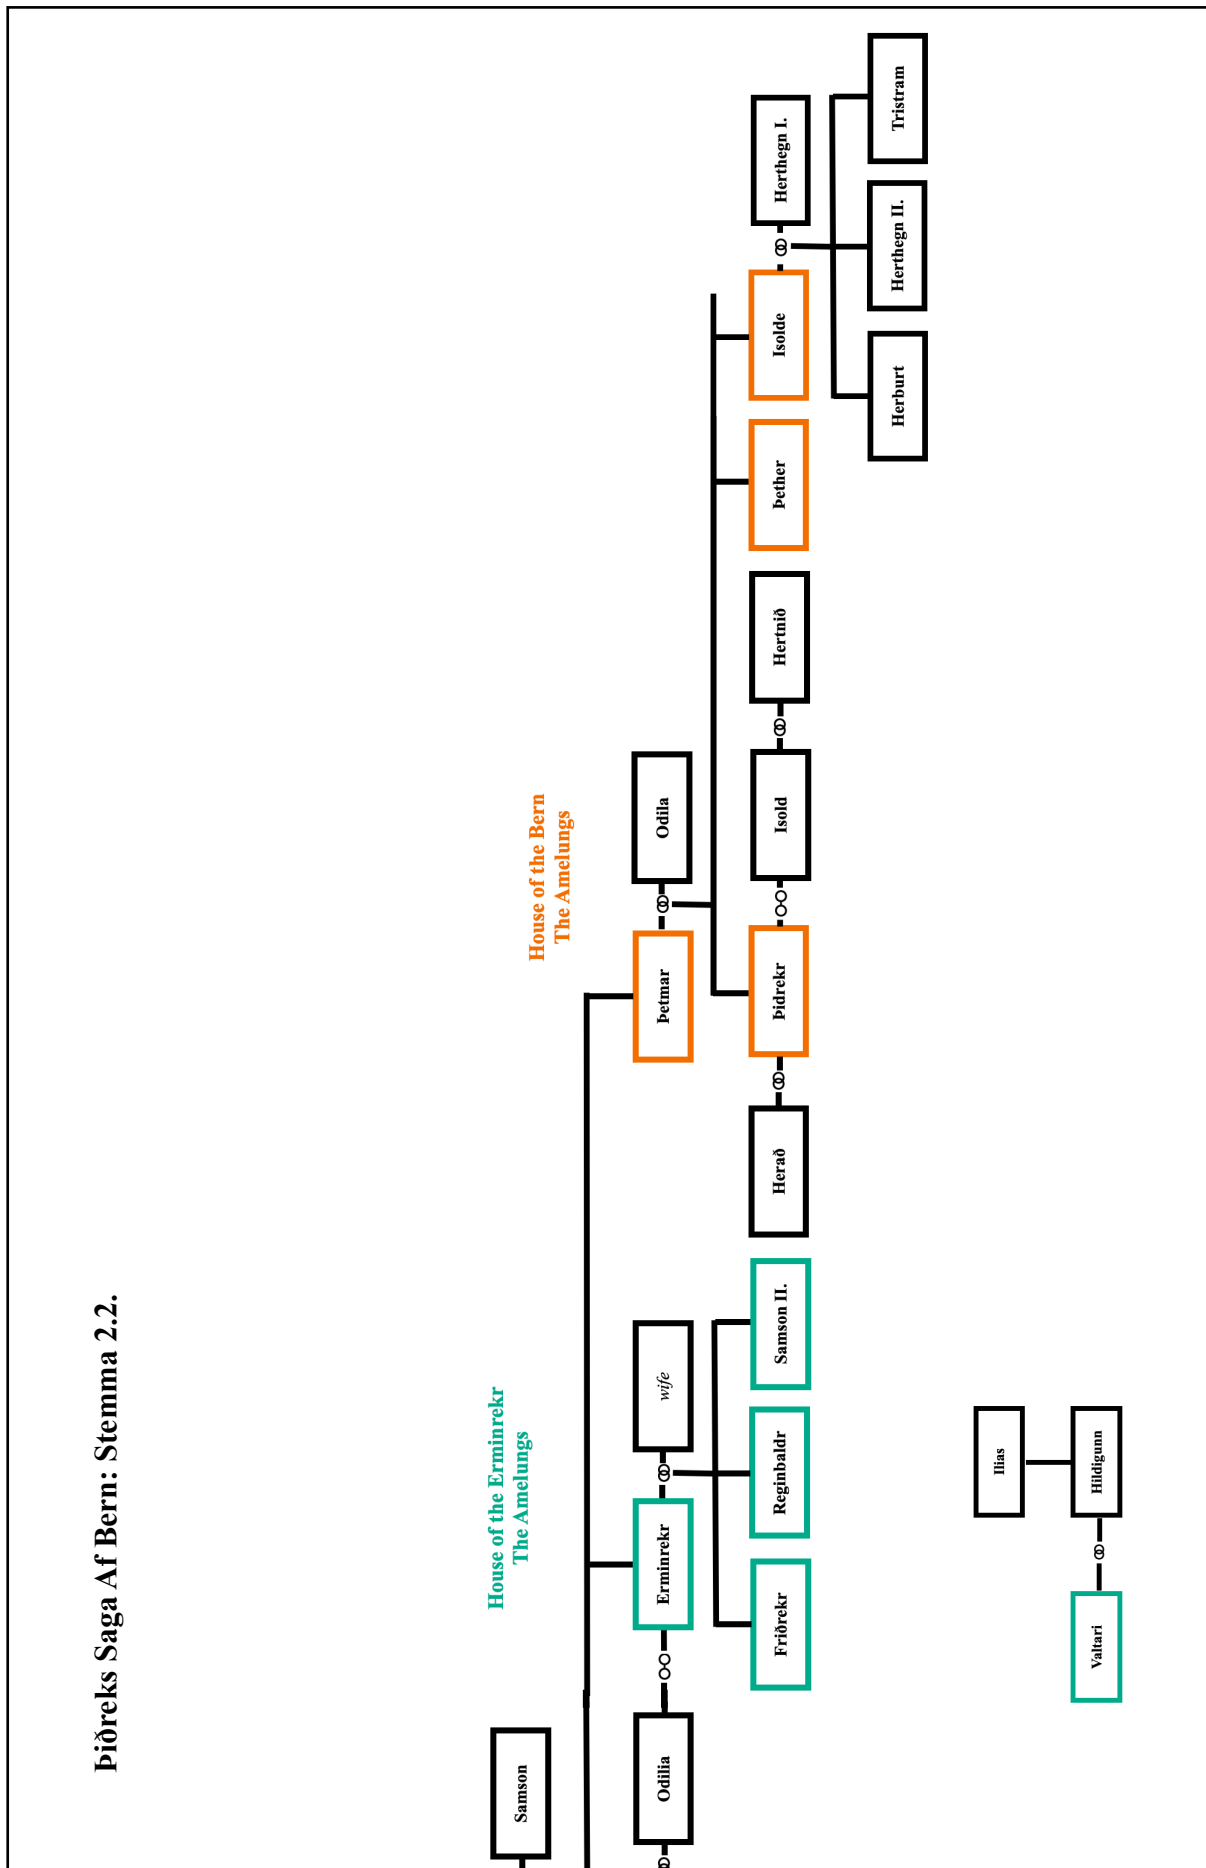 Þiðreks Saga Af Bern: Stemma 2.2.
Samson
House of the Erminrekr
The Amelungs
House of the Bern
The Amelungs
Odilia
Erminrekr
wife
Þetmar
Odila
Friðrekr
Reginbaldr
Samson II.
Herað
Þidrekr
Isold
Hertnið
Þether
Isolde
Herthegn I.
Herburt
Herthegn II.
Tristram
Ilias
Valtari
Hildigunn